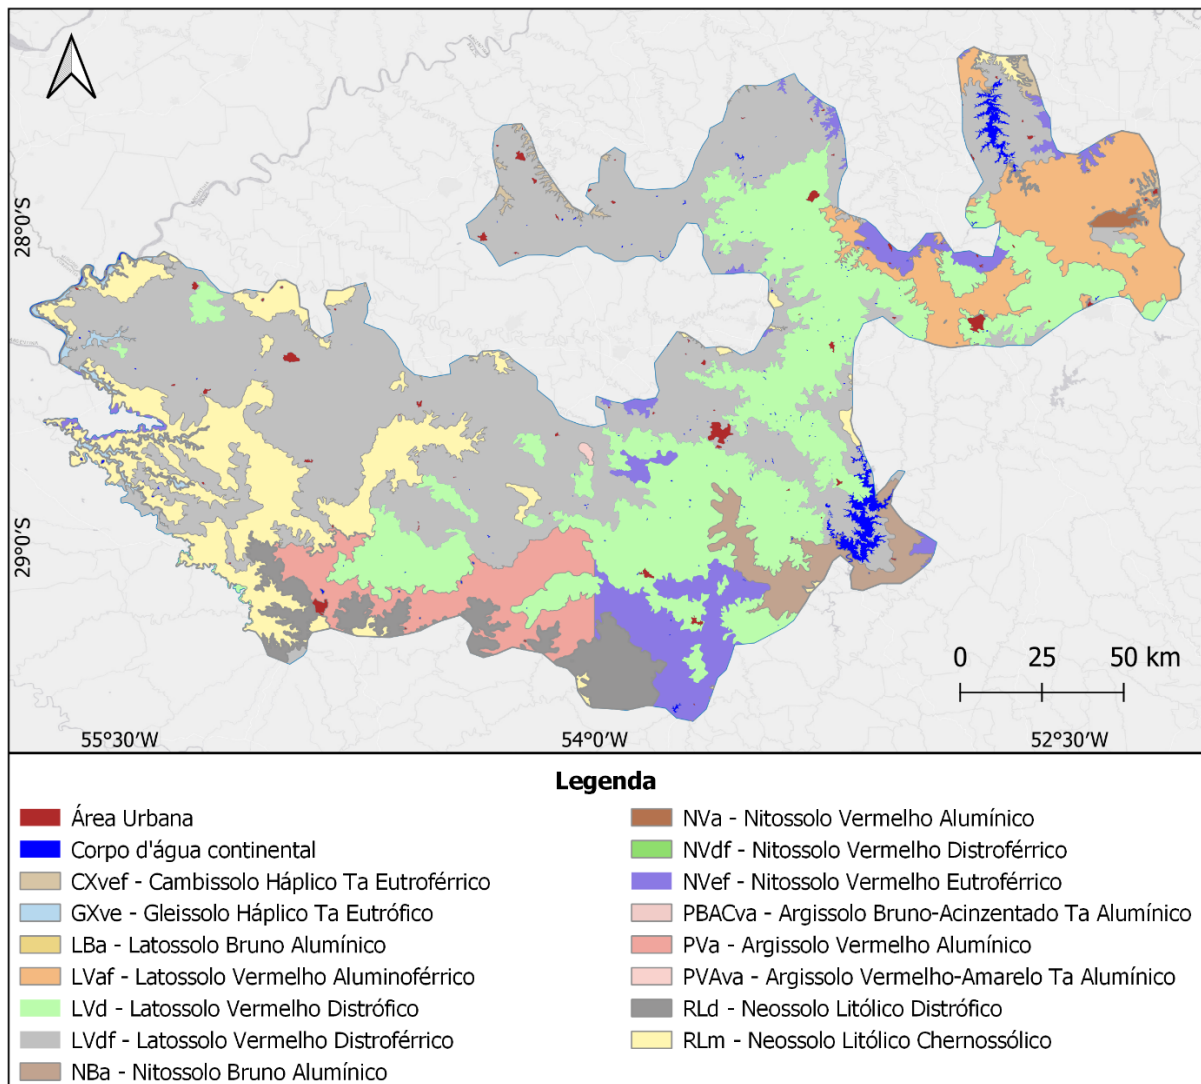 28°0'S
29°0'S
0 25 50 km
55°30'W 54°0'W 52°30'W
Legenda
Área Urbana
Corpo d'água continental
CXvef - Cambissolo Háplico Ta Eutroférrico
GXve - Gleissolo Háplico Ta Eutrófico
LBa - Latossolo Bruno Alumínico
LVaf - Latossolo Vermelho Aluminoférrico
LVd - Latossolo Vermelho Distrófico
LVdf - Latossolo Vermelho Distroférrico
NBa - Nitossolo Bruno Alumínico
NVa - Nitossolo Vermelho Alumínico
NVdf - Nitossolo Vermelho Distroférrico
NVef - Nitossolo Vermelho Eutroférrico
PBACva - Argissolo Bruno-Acinzentado Ta Alumínico
PVa - Argissolo Vermelho Alumínico
PVAva - Argissolo Vermelho-Amarelo Ta Alumínico
RLd - Neossolo Litólico Distrófico
RLm - Neossolo Litólico Chernossólico